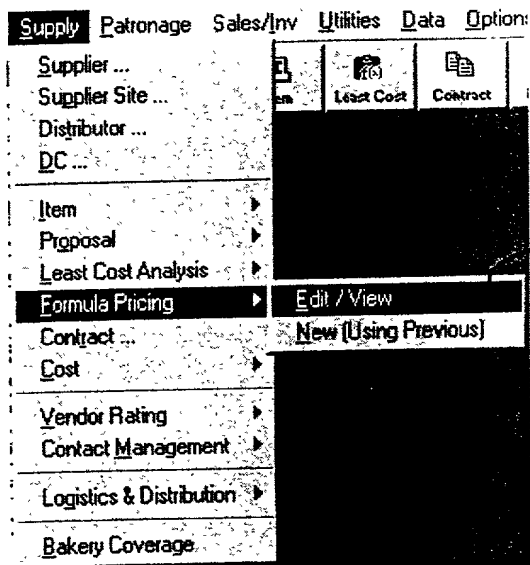 Supply Patronage Sales/Inv Utilities Data Option
Supplier ...
Supplier Site ...
Least Cost Contract
Distributor ...
DC ...
Item
Proposal
Least Cost Analysis
Formula Pricing Edit / View
Contract ... New (Using Previous)
Cost
Vendor Rating
Contact Management
Logistics & Distribution
Bakery Coverage